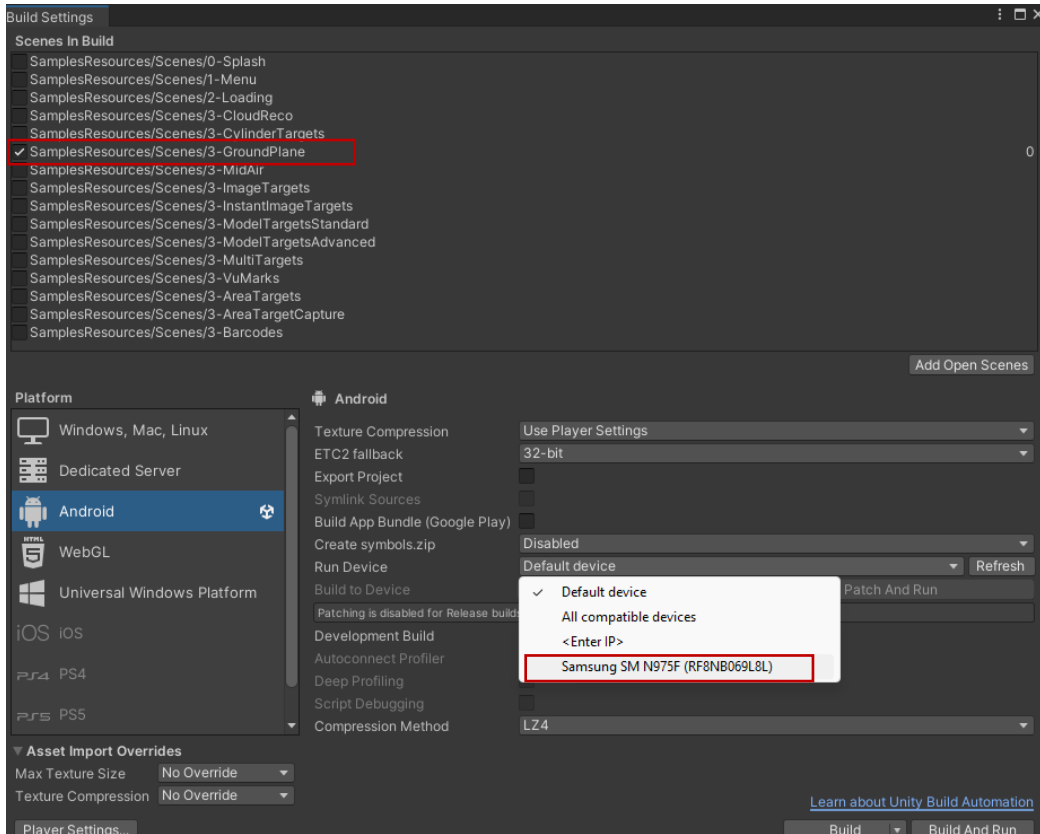 Build Settings
Scenes In Build
SamplesResources/Scenes/0-Splash
SamplesResources/Scenes/1-Menu
SamplesResources/Scenes/2-Loading
SamplesResources/Scenes/3-CloudReco
SamplesResources/Scenes/3-CylinderTargets
SamplesResources/Scenes/3-GroundPlane 0
SamplesResources/Scenes/3-MidAir
SamplesResources/Scenes/3-ImageTargets
SamplesResources/Scenes/3-InstantImageTargets
SamplesResources/Scenes/3-ModelTargetsStandard
SamplesResources/Scenes/3-ModelTargetsAdvanced
SamplesResources/Scenes/3-MultiTargets
SamplesResources/Scenes/3-VuMarks
SamplesResources/Scenes/3-AreaTargets
SamplesResources/Scenes/3-AreaTargetCapture
SamplesResources/Scenes/3-Barcodes
Add Open Scenes
Platform
Windows, Mac, Linux
Dedicated Server
Android
HTML 5 WebGL
Universal Windows Platform
iOS iOS
PS4 PS4
PS5 PS5
Android
Texture Compression Use Player Settings
ETC2 fallback 32-bit
Export Project
Symlink Sources
Build App Bundle (Google Play)
Create symbols.zip Disabled
Run Device Default device Refresh
Build to Device Patch And Run
Patching is disabled for Release builds
Default device
All compatible devices
<Enter IP>
Samsung SM N975F (RF8NB069L8L)
Development Build
Autoconnect Profiler
Deep Profiling
Script Debugging
Compression Method LZ4
Asset Import Overrides
Max Texture Size No Override
Texture Compression No Override
Learn about Unity Build Automation
Player Settings... Build Build And Run